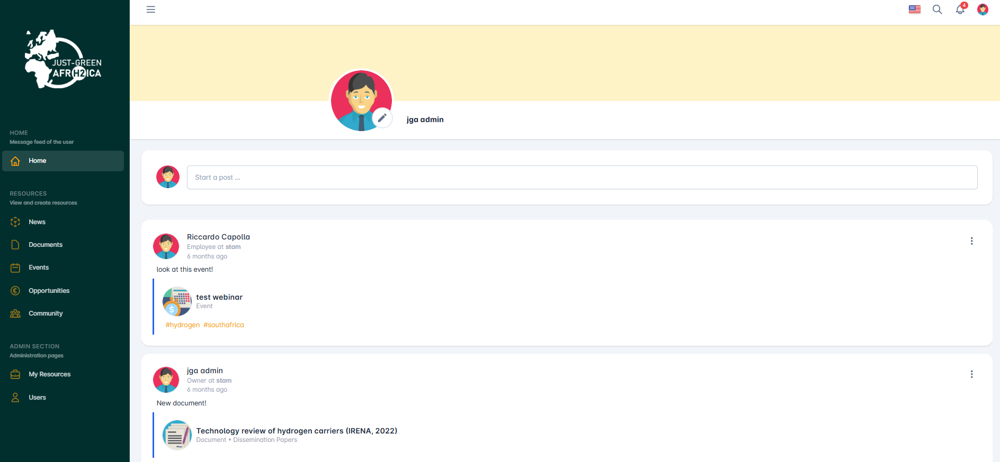 JUST-GREEN
AFRH2ICA
HOME
Message feed of the user
Home
RESOURCES
View and create resources
News
Documents
Events
Opportunities
Community
ADMIN SECTION
Administration pages
My Resources
Users
4
jga admin
Start a post ...
Riccardo Capolla
Employee at stam
6 months ago
look at this event!
test webinar
Event
#hydrogen #southafrica
jga admin
Owner at stam
6 months ago
New document!
Technology review of hydrogen carriers (IRENA, 2022)
Document • Dissemination Papers